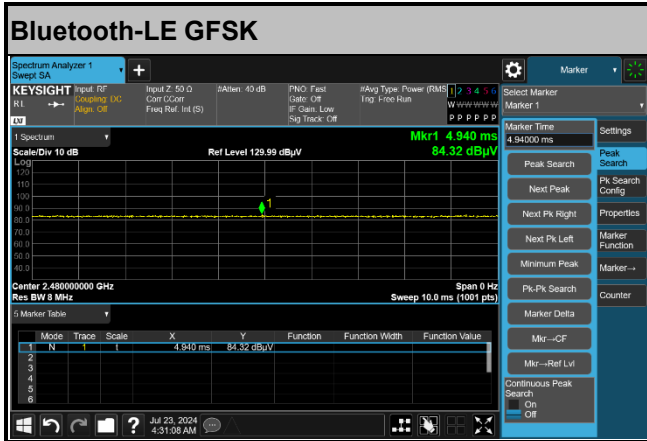 Bluetooth-LE GFSK
Spectrum Analyzer 1
Swept SA
+
Marker
KEYSIGHT
Input: RF
Input Z: 50 Ω
#Atten: 40 dB
PNO: Fast
#Avg Type: Power (RMS
1 2 3 4 5 6
Select Marker
RL
Coupling: DC
Corr CCorr
Gate: Off
Trig: Free Run
Marker 1
Align: Off
Freq Ref: Int (S)
IF Gain: Low
W W W W W W
LXI
Sig Track: Off
P P P P P P
1 Spectrum
Mkr1 4.940 ms
Marker Time
4.94000 ms
Settings
Scale/Div 10 dB
Ref Level 129.99 dBµV
84.32 dBµV
Log
120
110
100
90.0
80.0
70.0
60.0
50.0
40.0
1
Peak Search
Peak
Search
Next Peak
Pk Search
Config
Next Pk Right
Properties
Next Pk Left
Marker
Function
Minimum Peak
Marker→
Center 2.480000000 GHz
Span 0 Hz
Res BW 8 MHz
Sweep 10.0 ms (1001 pts)
Pk-Pk Search
Counter
5 Marker Table
Marker Delta
Mode Trace Scale X Y Function Function Width Function Value
1 N 1 t 4.940 ms 84.32 dBµV
2
3
4
5
6
Mkr→CF
Mkr→Ref Lvl
Continuous Peak
Search
On
Off
?
Jul 23, 2024
4:31:08 AM